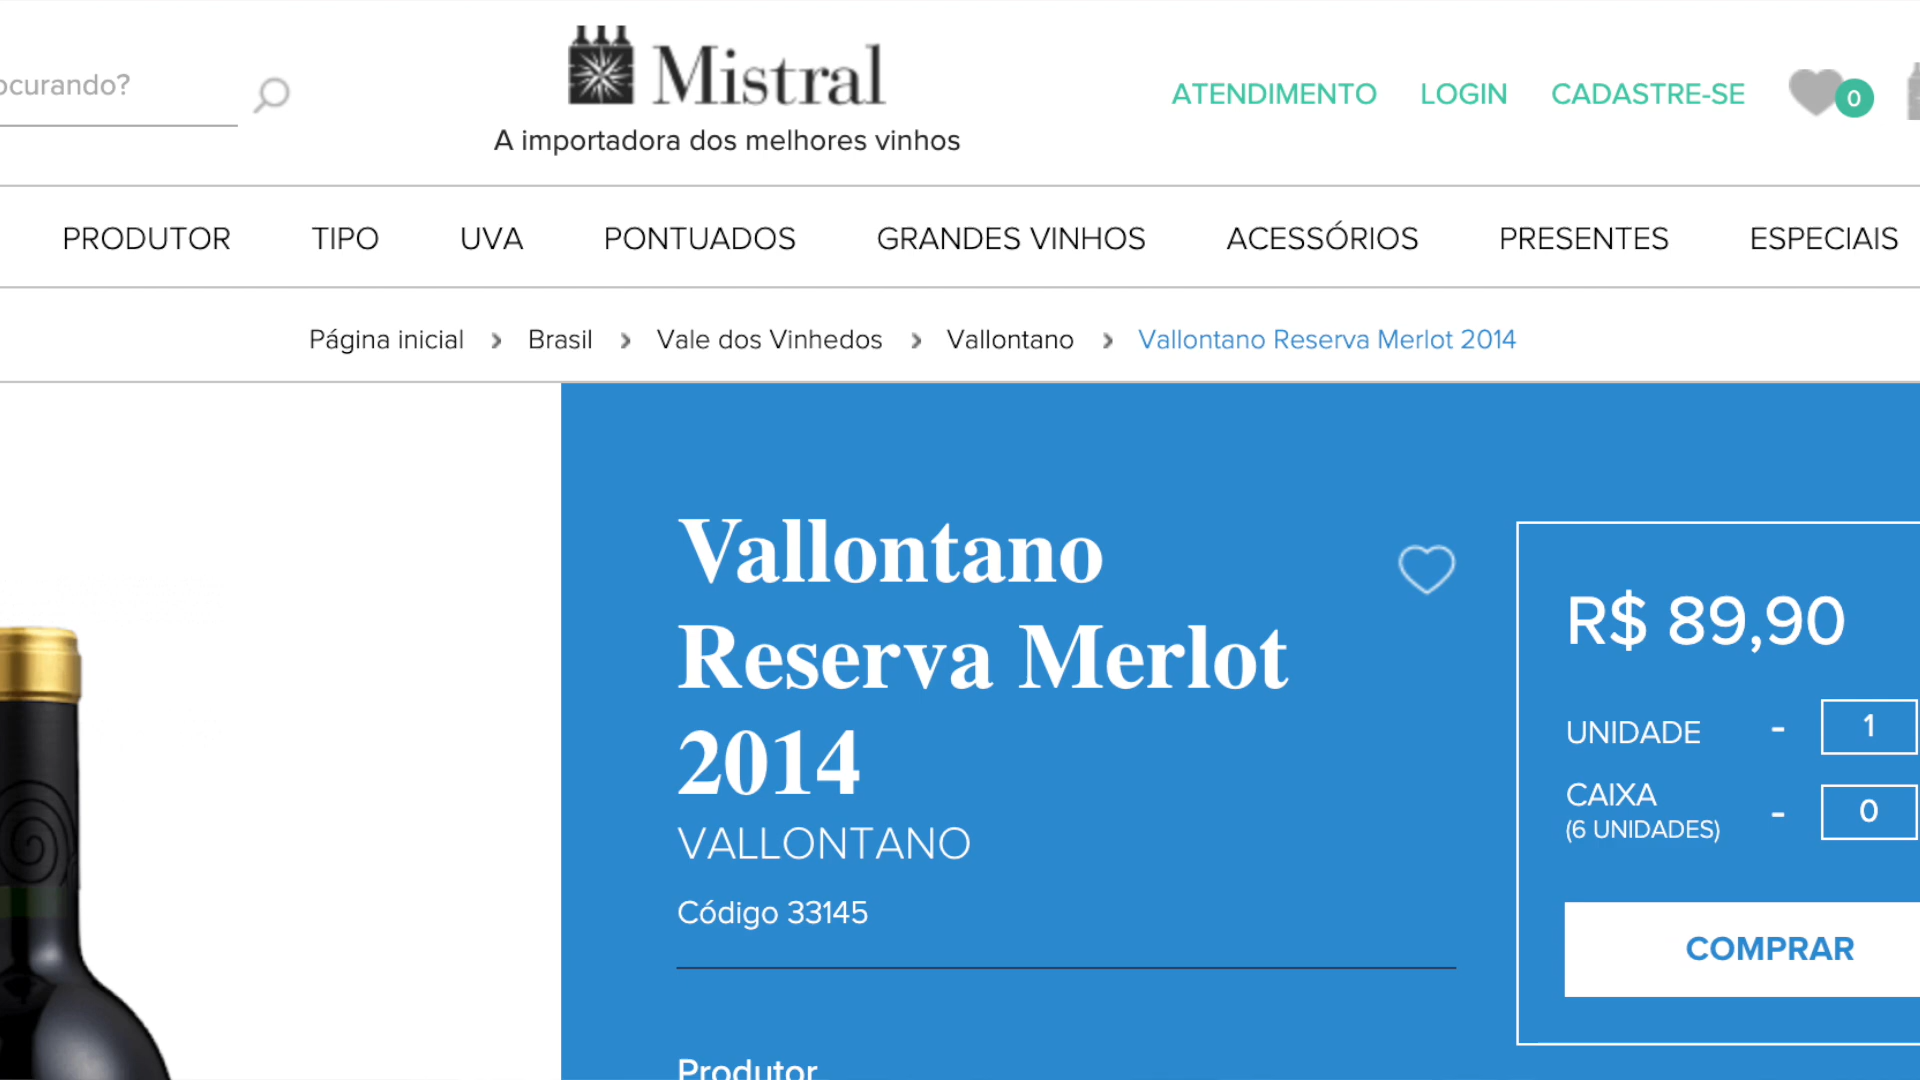 ocurando?
Mistral
A importadora dos melhores vinhos
ATENDIMENTO LOGIN CADASTRE-SE 0
PRODUTOR TIPO UVA PONTUADOS GRANDES VINHOS ACESSÓRIOS PRESENTES ESPECIAIS
Página inicial › Brasil › Vale dos Vinhedos › Vallontano › Vallontano Reserva Merlot 2014
Vallontano
Reserva Merlot
2014
VALLONTANO
Código 33145
Produtor
R$ 89,90
UNIDADE - 1
CAIXA
(6 UNIDADES) - 0
COMPRAR